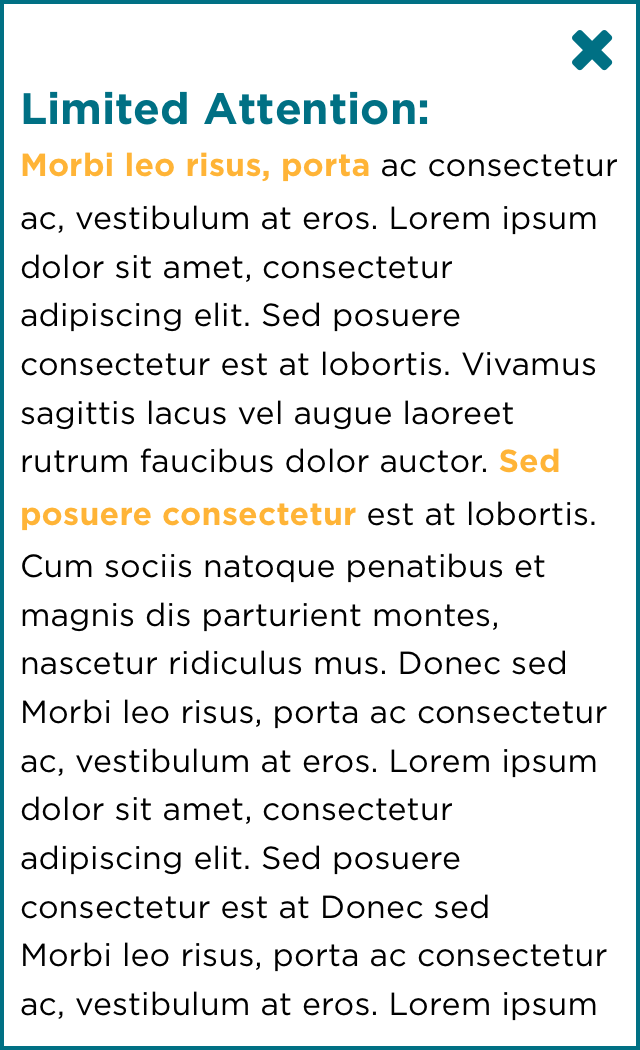 Limited Attention:
Morbi leo risus, porta ac consectetur
ac, vestibulum at eros. Lorem ipsum
dolor sit amet, consectetur
adipiscing elit. Sed posuere
consectetur est at lobortis. Vivamus
sagittis lacus vel augue laoreet
rutrum faucibus dolor auctor. Sed
posuere consectetur est at lobortis.
Cum sociis natoque penatibus et
magnis dis parturient montes,
nascetur ridiculus mus. Donec sed
Morbi leo risus, porta ac consectetur
ac, vestibulum at eros. Lorem ipsum
dolor sit amet, consectetur
adipiscing elit. Sed posuere
consectetur est at Donec sed
Morbi leo risus, porta ac consectetur
ac, vestibulum at eros. Lorem ipsum